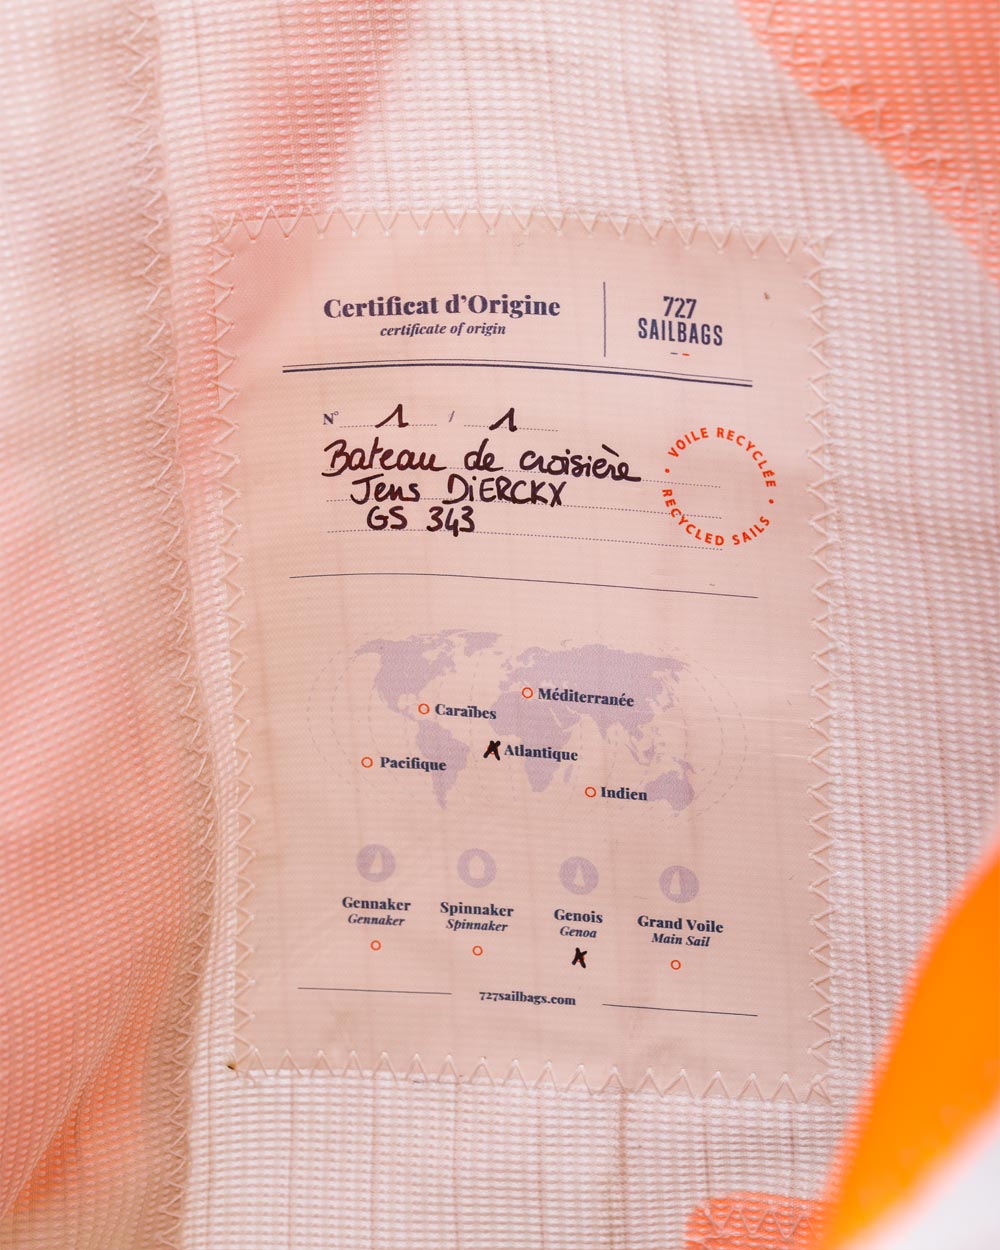 Certificat d'Origine
certificate of origin
727
SAILBAGS
N° 1 / 1
Bateau de croisière
Jens DiERCKX
GS 343
VOILE RECYCLÉE
RECYCLED SAILS
Méditerranée
Caraïbes
Atlantique
Pacifique
Indien
Gennaker
Gennaker
Spinnaker
Spinnaker
Genois
Genoa
Grand Voile
Main Sail
727sailbags.com